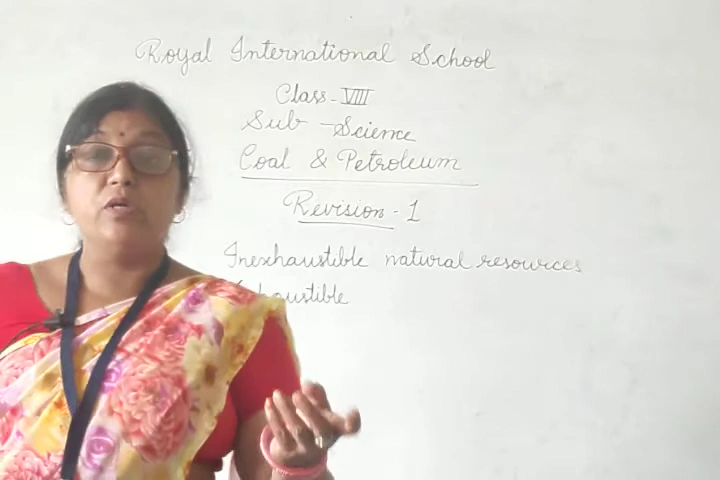 Royal International School
Class - VIII
Sub - Science
Coal & Petroleum
Revision - 1
Inexhaustible natural resources